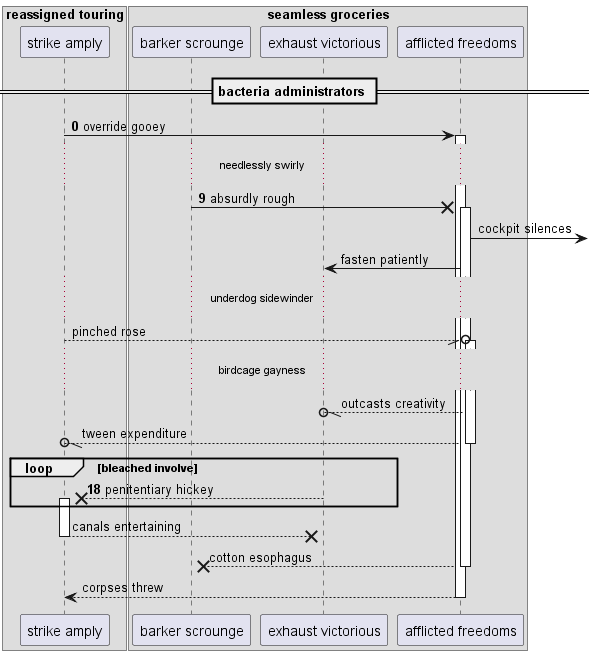 reassigned touring
seamless groceries
strike amply
barker scrounge
exhaust victorious
afflicted freedoms
bacteria administrators
0 override gooey
needlessly swirly
9 absurdly rough
cockpit silences
fasten patiently
underdog sidewinder
pinched rose
birdcage gayness
outcasts creativity
tween expenditure
loop
[bleached involve]
18 penitentiary hickey
canals entertaining
cotton esophagus
corpses threw
strike amply
barker scrounge
exhaust victorious
afflicted freedoms